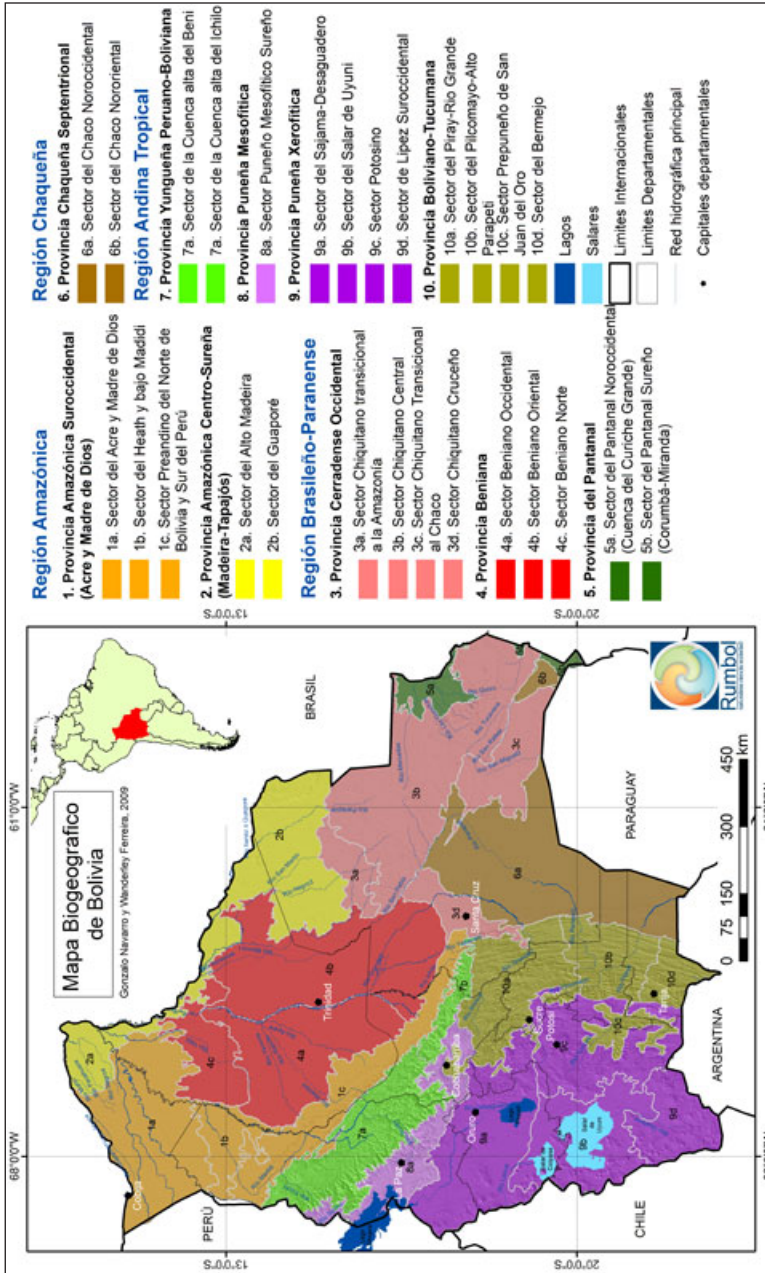 Mapa Biogeografico
de Bolivia
Gonzalo Navarro y Wanderley Ferreira, 2009
68°0'0"W
61°0'0"W
13°0'0"S
13°0'0"S
20°0'0"S
20°0'0"S
PERÚ
BRASIL
CHILE
ARGENTINA
PARAGUAY
Cobija
Trinidad
La Paz
Oruro
Cochabamba
Santa Cruz
Sucre
Potosí
Tarija
1a
1b
1c
2a
2b
3a
3b
3c
3d
4a
4b
4c
5a
6a
6b
7a
7b
8a
9a
9b
9c
9d
10a
10b
10c
10d
0 75 150 300 450
km
Rumbol
Región Amazónica
1. Provincia Amazónica Suroccidental
(Acre y Madre de Dios)
1a. Sector del Acre y Madre de Dios
1b. Sector del Heath y bajo Madidi
1c. Sector Preandino del Norte de
Bolivia y Sur del Perú
2. Provincia Amazónica Centro-Sureña
(Madeira-Tapajós)
2a. Sector del Alto Madeira
2b. Sector del Guaporé
Región Brasileño-Paranense
3. Provincia Cerradense Occidental
3a. Sector Chiquitano transicional
a la Amazonía
3b. Sector Chiquitano Central
3c. Sector Chiquitano Transicional
al Chaco
3d. Sector Chiquitano Cruceño
4. Provincia Beniana
4a. Sector Beniano Occidental
4b. Sector Beniano Oriental
4c. Sector Beniano Norte
5. Provincia del Pantanal
5a. Sector del Pantanal Noroccidental
(Cuenca del Curiche Grande)
5b. Sector del Pantanal Sureño
(Corumbá-Miranda)
Región Chaqueña
6. Provincia Chaqueña Septentrional
6a. Sector del Chaco Noroccidental
6b. Sector del Chaco Nororiental
Región Andina Tropical
7. Provincia Yungueña Peruano-Boliviana
7a. Sector de la Cuenca alta del Beni
7a. Sector de la Cuenca alta del Ichilo
8. Provincia Puneña Mesofítica
8a. Sector Puneño Mesofítico Sureño
9. Provincia Puneña Xerofítica
9a. Sector del Sajama-Desaguadero
9b. Sector del Salar de Uyuni
9c. Sector Potosino
9d. Sector de Lipez Suroccidental
10. Provincia Boliviano-Tucumana
10a. Sector del Piray-Rio Grande
10b. Sector del Pilcomayo-Alto
Parapeti
10c. Sector Prepuneño de San
Juan del Oro
10d. Sector del Bermejo
Lagos
Salares
Limites Internacionales
Limites Departamentales
Red hidrográfica principal
Capitales departamentales